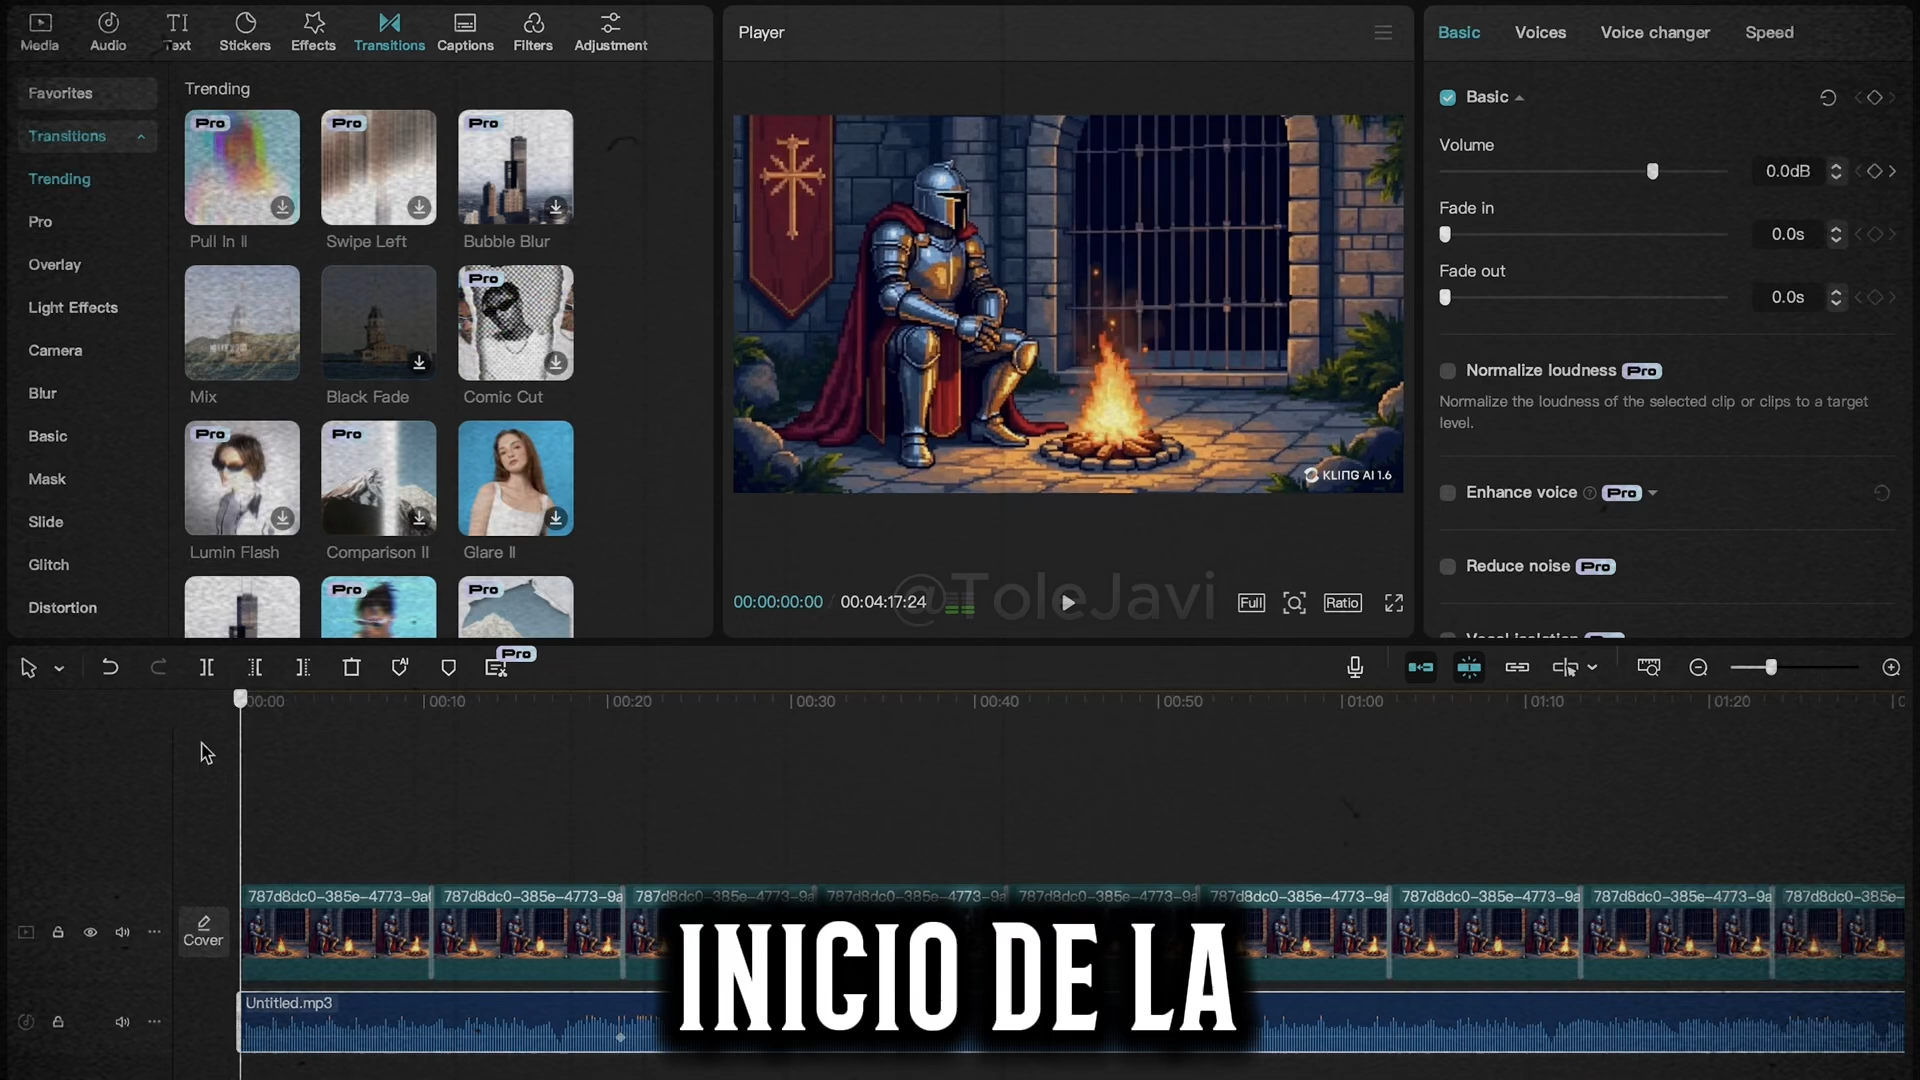 Media
Audio
Text
Stickers
Effects
Transitions
Captions
Filters
Adjustment
Favorites
Transitions
Trending
Pro
Overlay
Light Effects
Camera
Blur
Basic
Mask
Slide
Glitch
Distortion
Trending
Pro
Pro
Pro
Pull In II
Swipe Left
Bubble Blur
Pro
Mix
Black Fade
Comic Cut
Pro
Pro
Lumin Flash
Comparison II
Glare II
Pro
Pro
Player
KLING AI 1.6
@ToleJavi
00:00:00:00 / 00:04:17:24
Full
Ratio
Basic
Voices
Voice changer
Speed
Basic
Volume
0.0dB
Fade in
0.0s
Fade out
0.0s
Normalize loudness Pro
Normalize the loudness of the selected clip or clips to a target
level.
Enhance voice Pro
Reduce noise Pro
Pro
00:00
00:10
00:20
00:30
00:40
00:50
01:00
01:10
01:20
Cover
787d8dc0-385e-4773-9a
787d8dc0-385e-4773-9a
787d8dc0-385e-4773-9a
787d8dc0-385e-4773-9a
787d8dc0-385e-4773-9a
787d8dc0-385e-4773-9a
787d8dc0-385e-4773-9a
787d8dc0-385e-4773-9a
787d8dc0-385e-4773-9
Untitled.mp3
INICIO DE LA